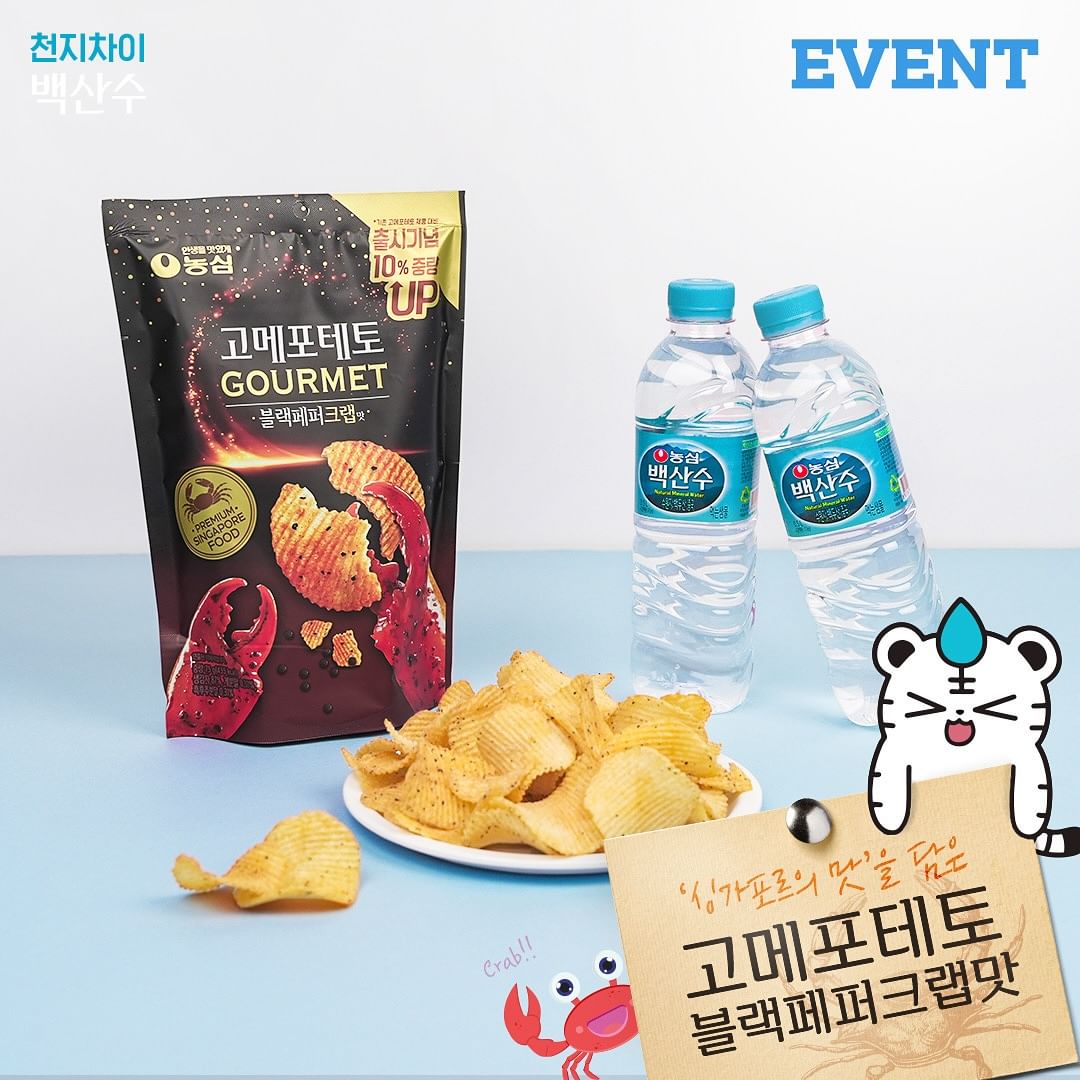 천지차이
백산수
EVENT
*기존 고메포테토 제품 대비
출시기념
10% 중량
UP
인생을 맛있게
농심
고메포테토
GOURMET
블랙페퍼크랩맛
PREMIUM
SINGAPORE
FOOD
농심
백산수
Natural Mineral Water
농심
백산수
Natural Mineral Water
Crab!!
'싱가포르의 맛'을 담은
고메포테토
블랙페퍼크랩맛